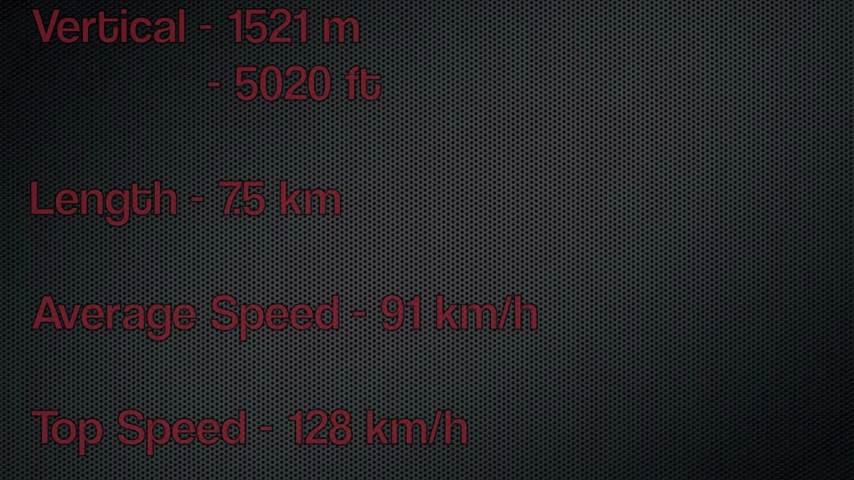 Vertical - 1521 m
- 5020 ft
Length - 7.5 km
Average Speed - 91 km/h
Top Speed - 128 km/h